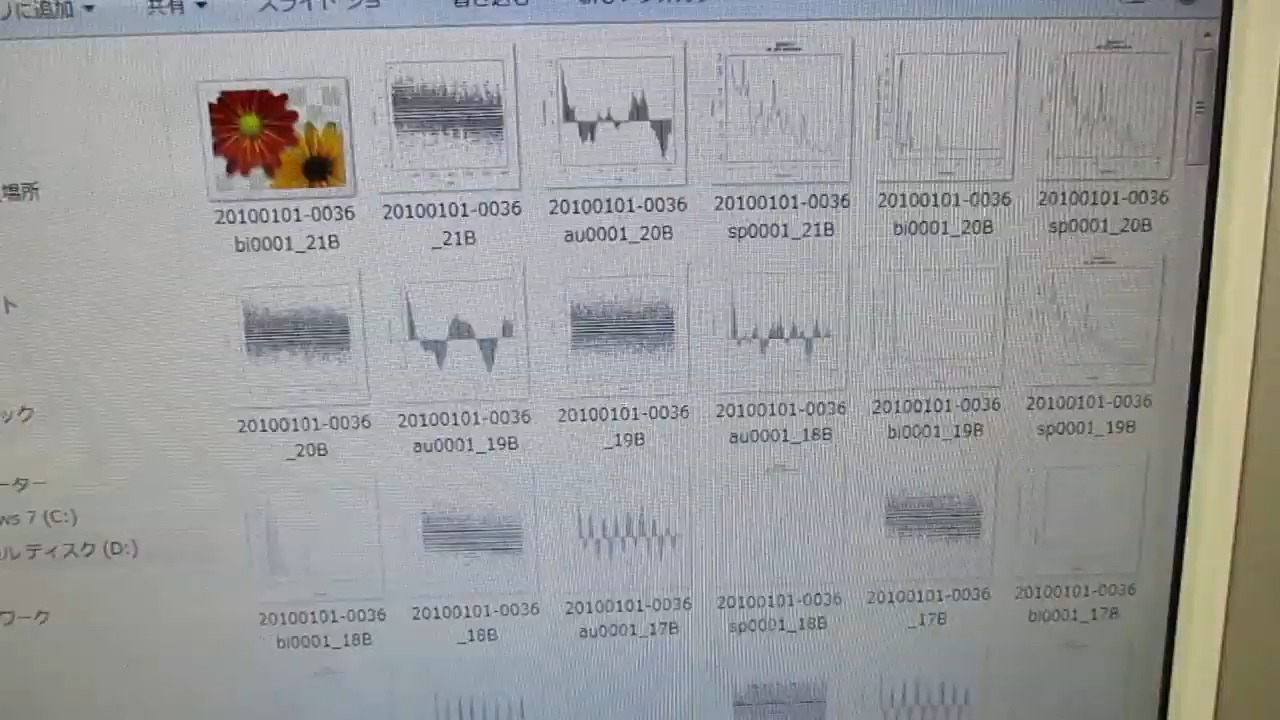 に追加
共有
スライド ショー
20100101-0036
bi0001_21B
20100101-0036
_21B
20100101-0036
au0001_20B
20100101-0036
sp0001_21B
20100101-0036
bi0001_20B
20100101-0036
sp0001_20B
場所
ト
20100101-0036
_20B
20100101-0036
au0001_19B
20100101-0036
_19B
20100101-0036
au0001_18B
20100101-0036
bi0001_19B
20100101-0036
sp0001_19B
ック
ーター
ws 7 (C:)
ル ディスク (D:)
ワーク
20100101-0036
bi0001_18B
20100101-0036
_18B
20100101-0036
au0001_17B
20100101-0036
sp0001_18B
20100101-0036
_17B
20100101-0036
bi0001_17B